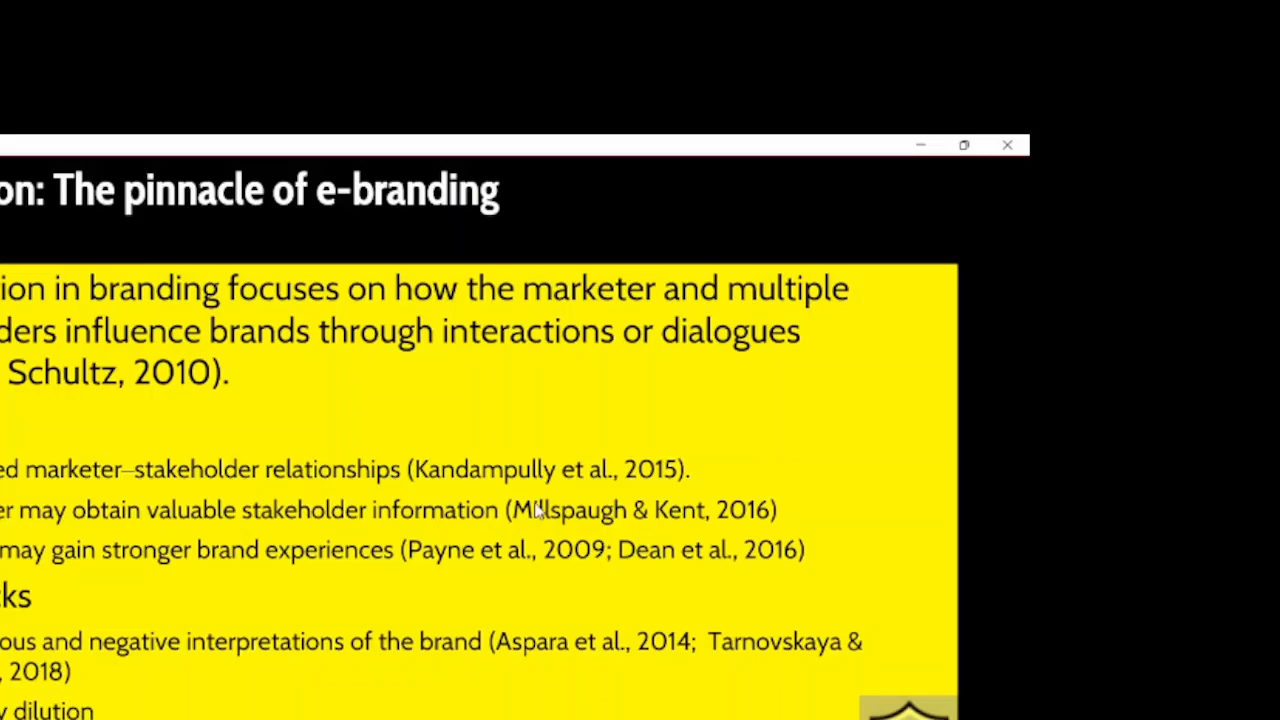 on: The pinnacle of e-branding
ion in branding focuses on how the marketer and multiple
ders influence brands through interactions or dialogues
Schultz, 2010).
ed marketer–stakeholder relationships (Kandampully et al., 2015).
er may obtain valuable stakeholder information (Millspaugh & Kent, 2016)
may gain stronger brand experiences (Payne et al., 2009; Dean et al., 2016)
cks
ous and negative interpretations of the brand (Aspara et al., 2014; Tarnovskaya &
, 2018)
y dilution